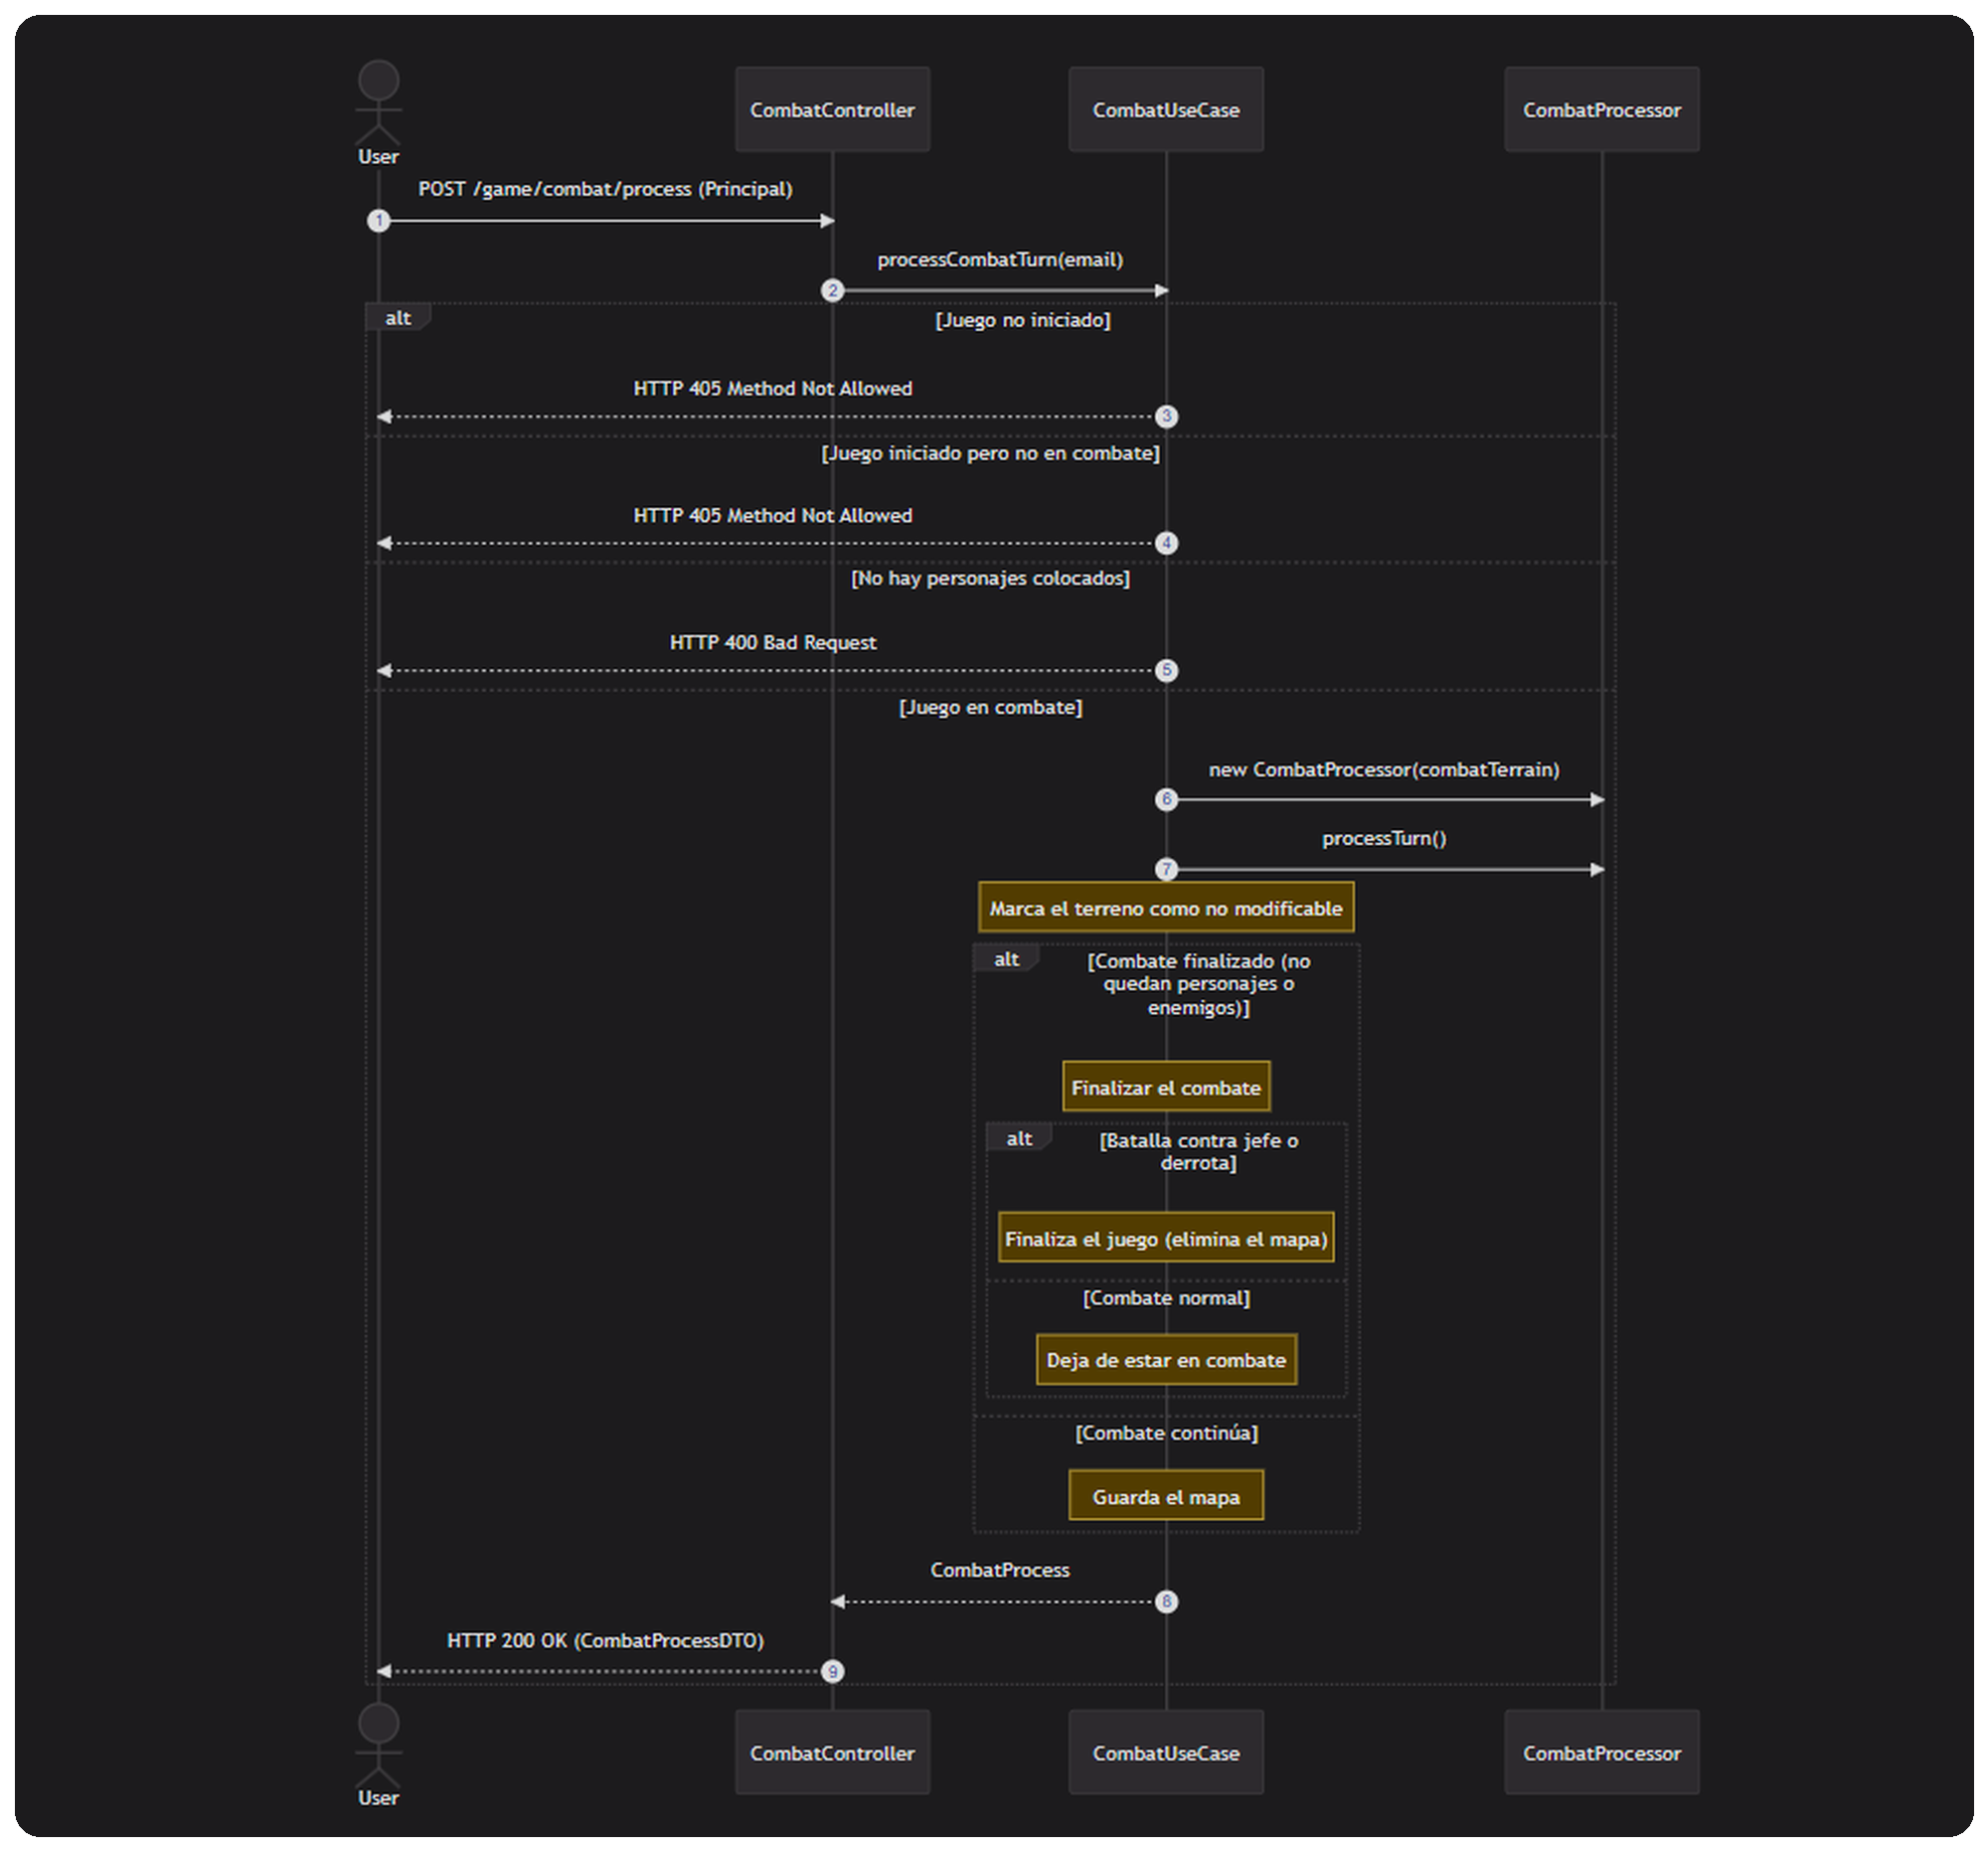 User
CombatController
CombatUseCase
CombatProcessor
POST /game/combat/process (Principal)
1
processCombatTurn(email)
2
alt
[Juego no iniciado]
HTTP 405 Method Not Allowed
3
[Juego iniciado pero no en combate]
HTTP 405 Method Not Allowed
4
[No hay personajes colocados]
HTTP 400 Bad Request
5
[Juego en combate]
new CombatProcessor(combatTerrain)
6
processTurn()
7
Marca el terreno como no modificable
alt
[Combate finalizado (no
quedan personajes o
enemigos)]
Finalizar el combate
alt
[Batalla contra jefe o
derrota]
Finaliza el juego (elimina el mapa)
[Combate normal]
Deja de estar en combate
[Combate continúa]
Guarda el mapa
CombatProcess
8
HTTP 200 OK (CombatProcessDTO)
9
User
CombatController
CombatUseCase
CombatProcessor